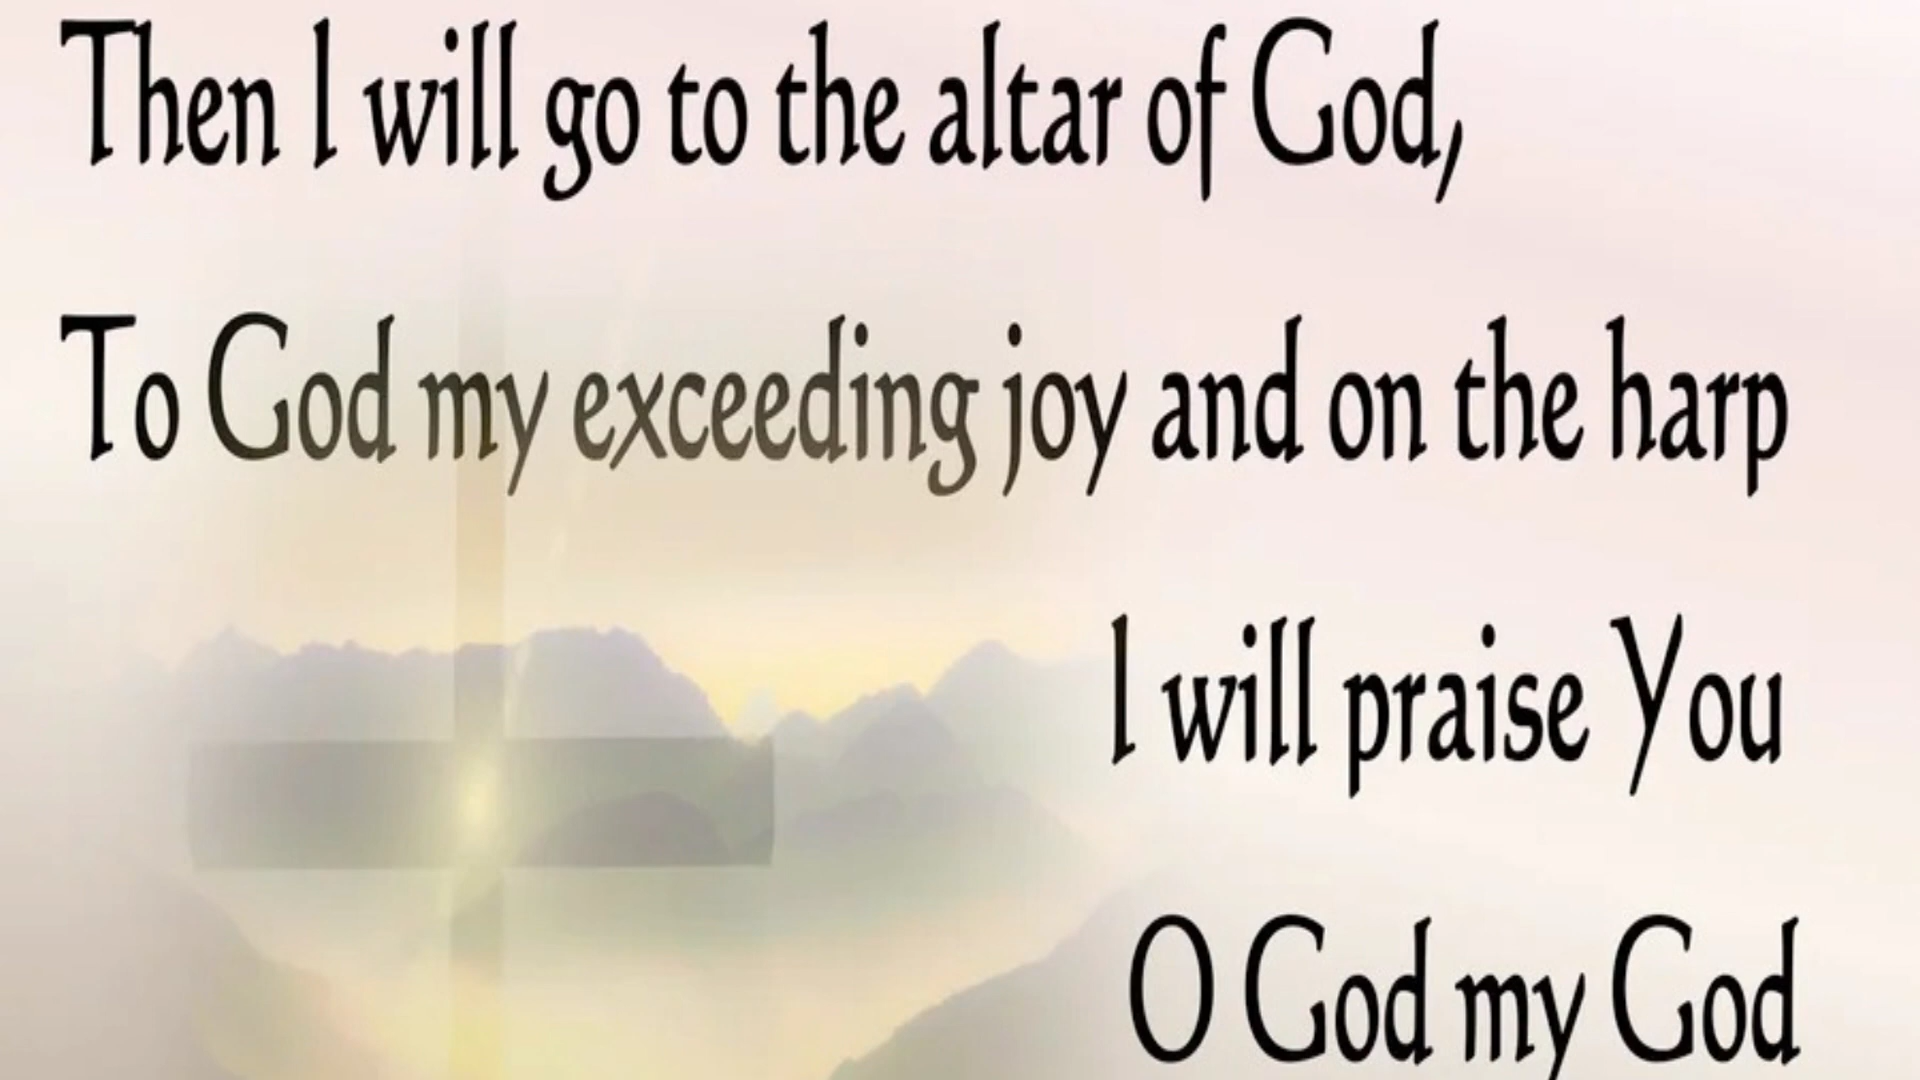 Then I will go to the altar of God,
To God my exceeding joy and on the harp
I will praise You
O God my God